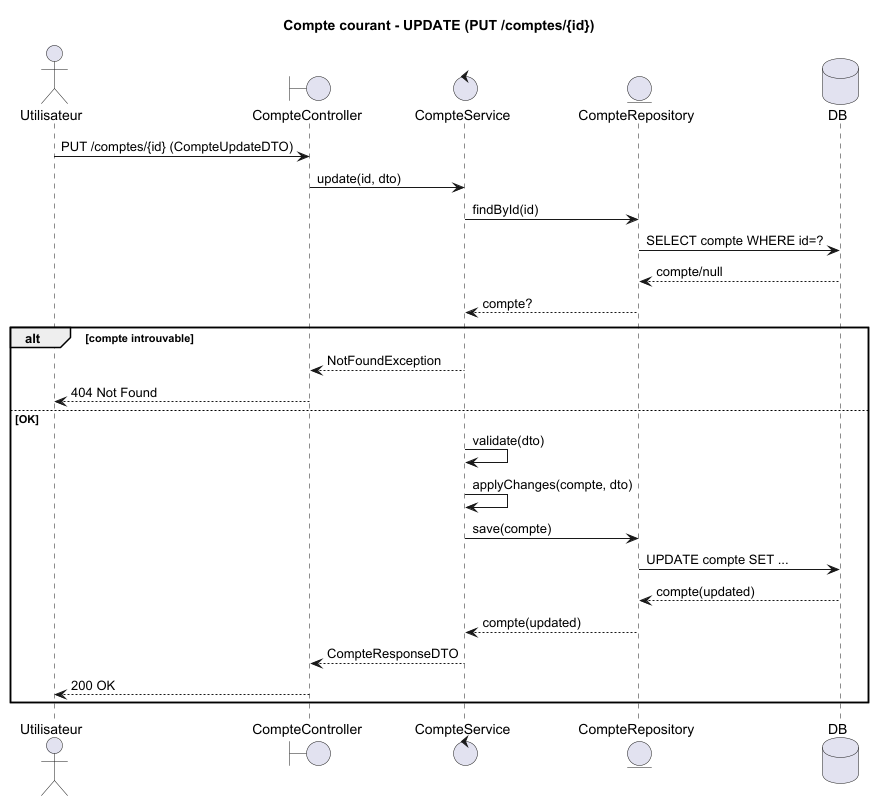 Compte courant - UPDATE (PUT /comptes/{id})
Utilisateur CompteController CompteService CompteRepository DB
PUT /comptes/{id} (CompteUpdateDTO)
update(id, dto)
findById(id)
SELECT compte WHERE id=?
compte/null
compte?
alt [compte introuvable]
NotFoundException
404 Not Found
[OK]
validate(dto)
applyChanges(compte, dto)
save(compte)
UPDATE compte SET ...
compte(updated)
compte(updated)
CompteResponseDTO
200 OK
Utilisateur CompteController CompteService CompteRepository DB